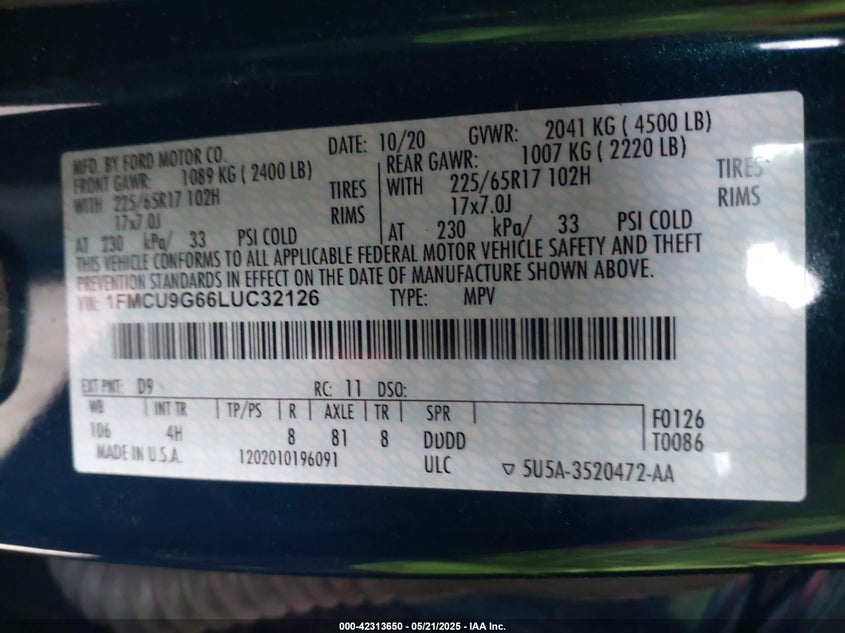 MFD. BY FORD MOTOR CO. DATE: 10/20 GVWR: 2041 KG ( 4500 LB)
FRONT GAWR: 1089 KG ( 2400 LB) REAR GAWR: 1007 KG ( 2220 LB)
WITH 225/65R17 102H TIRES WITH 225/65R17 102H TIRES
17x7.0J RIMS 17x7.0J RIMS
AT 230 kPa/ 33 PSI COLD AT 230 kPa/ 33 PSI COLD
THIS VEHICLE CONFORMS TO ALL APPLICABLE FEDERAL MOTOR VEHICLE SAFETY AND THEFT
PREVENTION STANDARDS IN EFFECT ON THE DATE OF MANUFACTURE SHOWN ABOVE.
VIN: 1FMCU9G66LUC32126 TYPE: MPV
EXT PNT: D9 RC: 11 DSO:
WB INT TR TP/PS R AXLE TR SPR F0126
106 4H 8 81 8 DDDD T0086
MADE IN U.S.A. 1202010196091 ULC ▽ 5U5A-3520472-AA
000-42313650 - 05/21/2025 - IAA Inc.